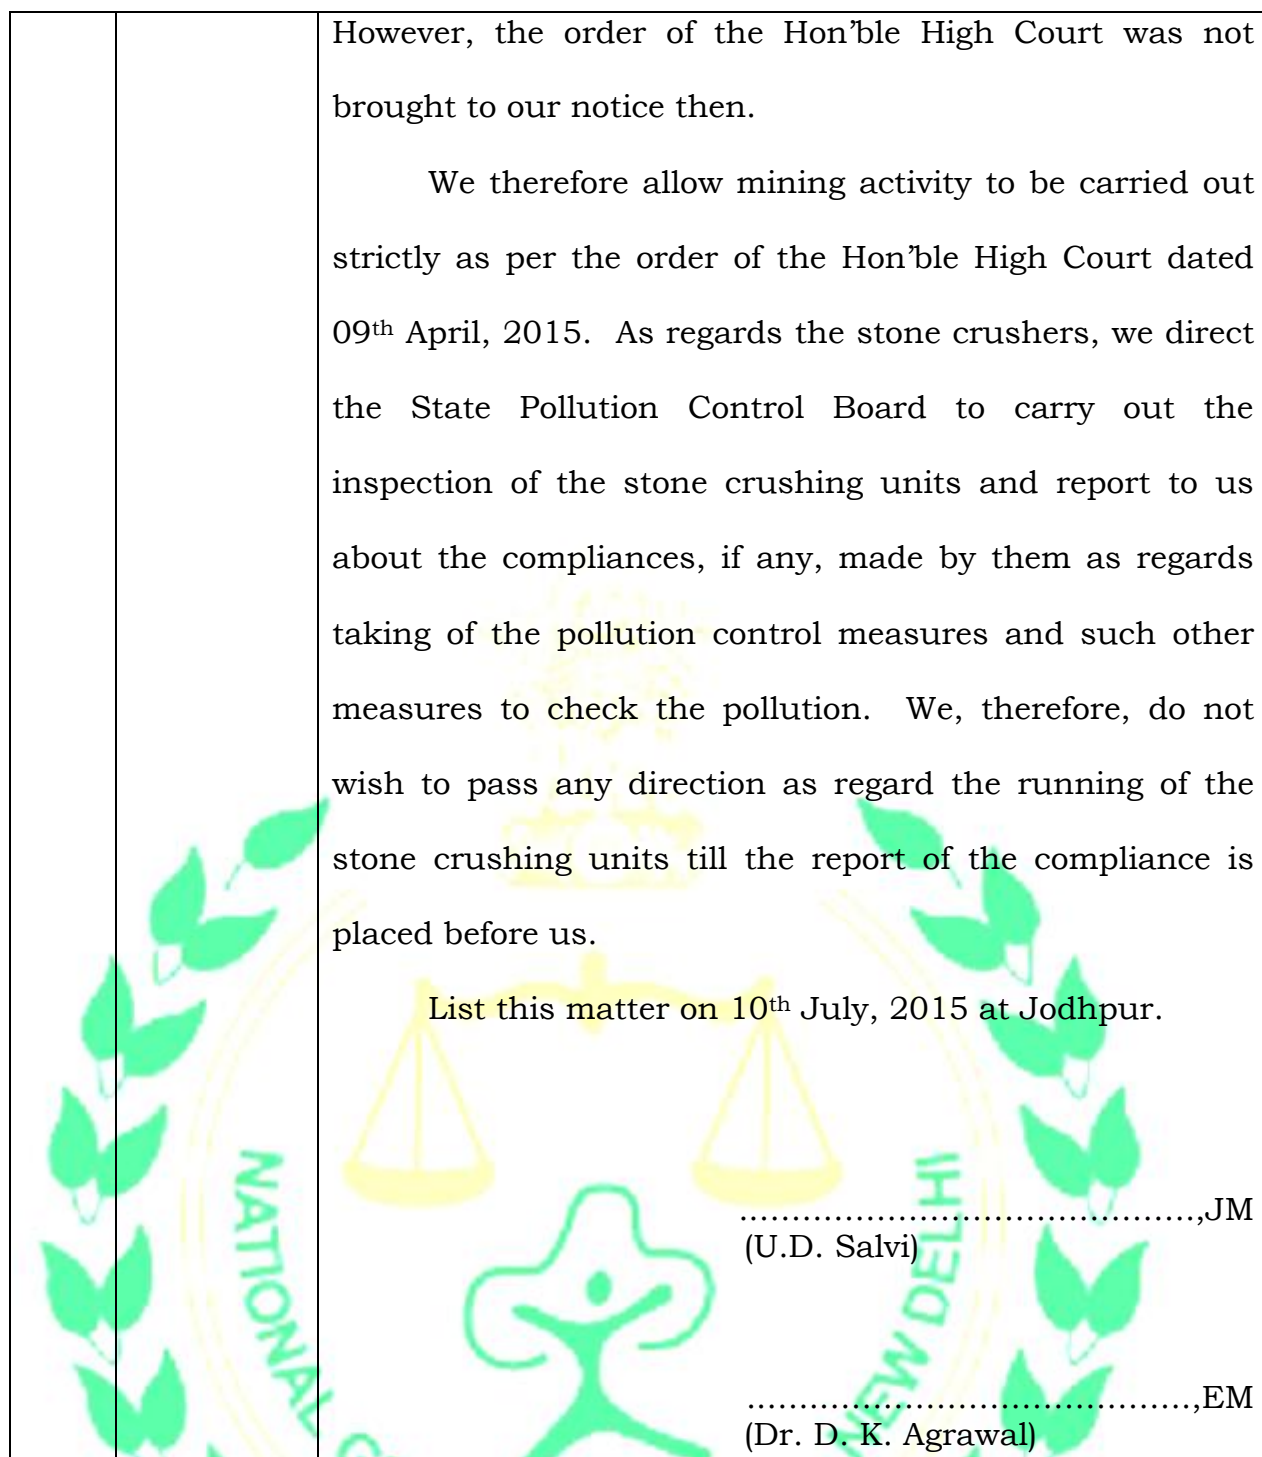 However, the order of the Hon’ble High Court was not
brought to our notice then.
We therefore allow mining activity to be carried out
strictly as per the order of the Hon’ble High Court dated
09th April, 2015. As regards the stone crushers, we direct
the State Pollution Control Board to carry out the
inspection of the stone crushing units and report to us
about the compliances, if any, made by them as regards
taking of the pollution control measures and such other
measures to check the pollution. We, therefore, do not
wish to pass any direction as regard the running of the
stone crushing units till the report of the compliance is
placed before us.
List this matter on 10th July, 2015 at Jodhpur.
..........................................,JM
(U.D. Salvi)
..........................................,EM
(Dr. D. K. Agrawal)
NATIONAL
NEW DELHI